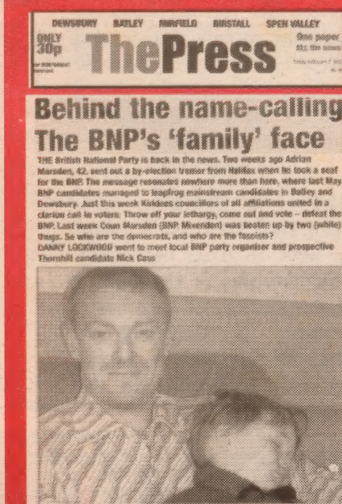 DEWSBURY BATLEY MIRFIELD BIRSTALL SPEN VALLEY
ONLY
30p
ThePress
One paper
ALL the news
Behind the name-calling
The BNP's 'family' face
THE British National Party is back in the news. Two weeks ago Adrian
Marsden, 42, sent out a by-election tremor from Halifax when he took a seat
for the BNP. The message resonates nowhere more than here, where last May
BNP candidates managed to leapfrog mainstream candidates in Batley and
Dewsbury. Just this week Kirklees councillors of all affiliations united in a
clarion call to voters: Throw off your lethargy, come out and vote – defeat the
BNP. Last week Coun Marsden (BNP, Mixenden) was beaten up by two (white)
thugs. So who are the democrats, and who are the fascists?
DANNY LOCKWOOD went to meet local BNP party organiser and prospective
Thornhill candidate Nick Cass